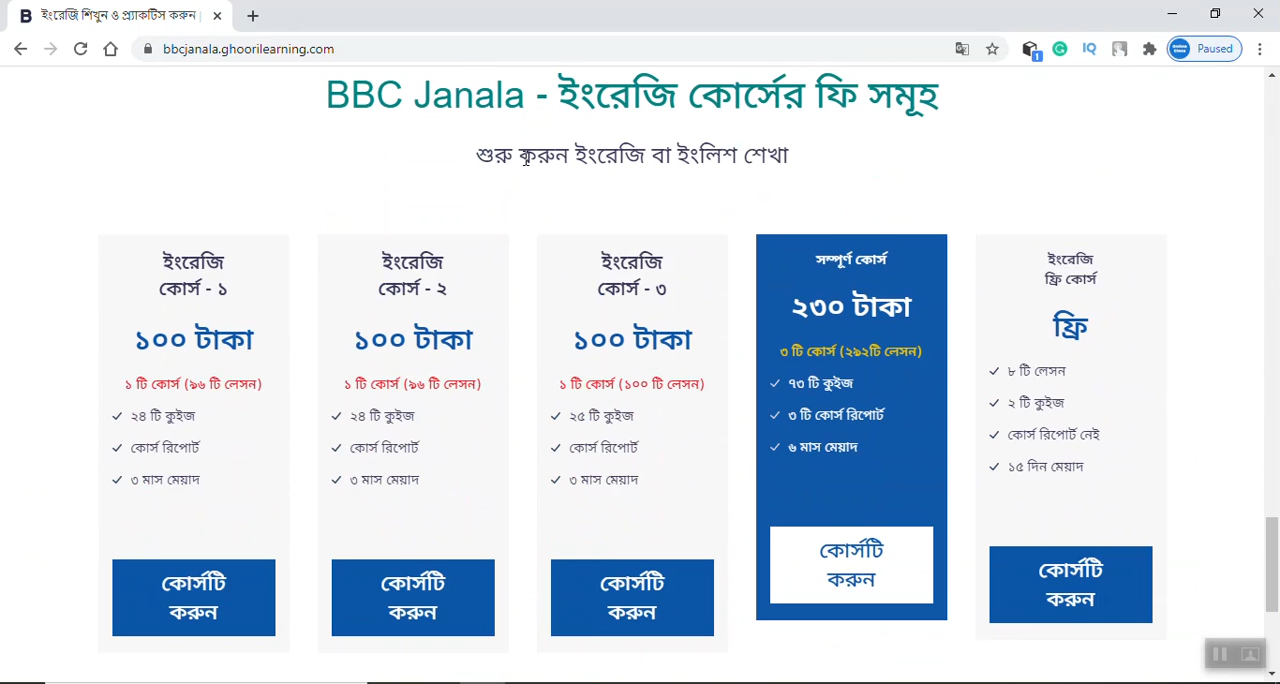 ইংরেজি শিখুন ও প্র্যাকটিস করুন
bbcjanala.ghoorilearning.com
Paused
BBC Janala - ইংরেজি কোর্সের ফি সমূহ
শুরু করুন ইংরেজি বা ইংলিশ শেখা
ইংরেজি
কোর্স - ১
১০০ টাকা
১ টি কোর্স (৯৬ টি লেসন)
২৪ টি কুইজ
কোর্স রিপোর্ট
৩ মাস মেয়াদ
কোর্সটি
করুন
ইংরেজি
কোর্স - ২
১০০ টাকা
১ টি কোর্স (৯৬ টি লেসন)
২৪ টি কুইজ
কোর্স রিপোর্ট
৩ মাস মেয়াদ
কোর্সটি
করুন
ইংরেজি
কোর্স - ৩
১০০ টাকা
১ টি কোর্স (১০০ টি লেসন)
২৫ টি কুইজ
কোর্স রিপোর্ট
৩ মাস মেয়াদ
কোর্সটি
করুন
সম্পূর্ণ কোর্স
২৩০ টাকা
৩ টি কোর্স (২৯২টি লেসন)
৭৩ টি কুইজ
৩ টি কোর্স রিপোর্ট
৬ মাস মেয়াদ
কোর্সটি
করুন
ইংরেজি
ফ্রি কোর্স
ফ্রি
৮ টি লেসন
২ টি কুইজ
কোর্স রিপোর্ট নেই
১৫ দিন মেয়াদ
কোর্সটি
করুন